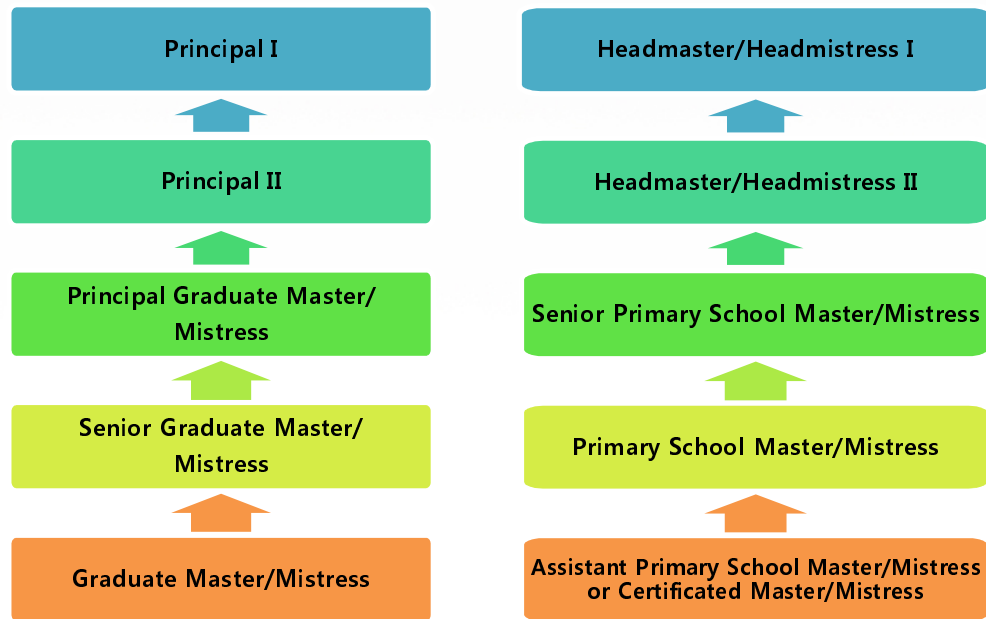 Principal I
Principal II
Principal Graduate Master/
Mistress
Senior Graduate Master/
Mistress
Graduate Master/Mistress
Headmaster/Headmistress I
Headmaster/Headmistress II
Senior Primary School Master/Mistress
Primary School Master/Mistress
Assistant Primary School Master/Mistress
or Certificated Master/Mistress